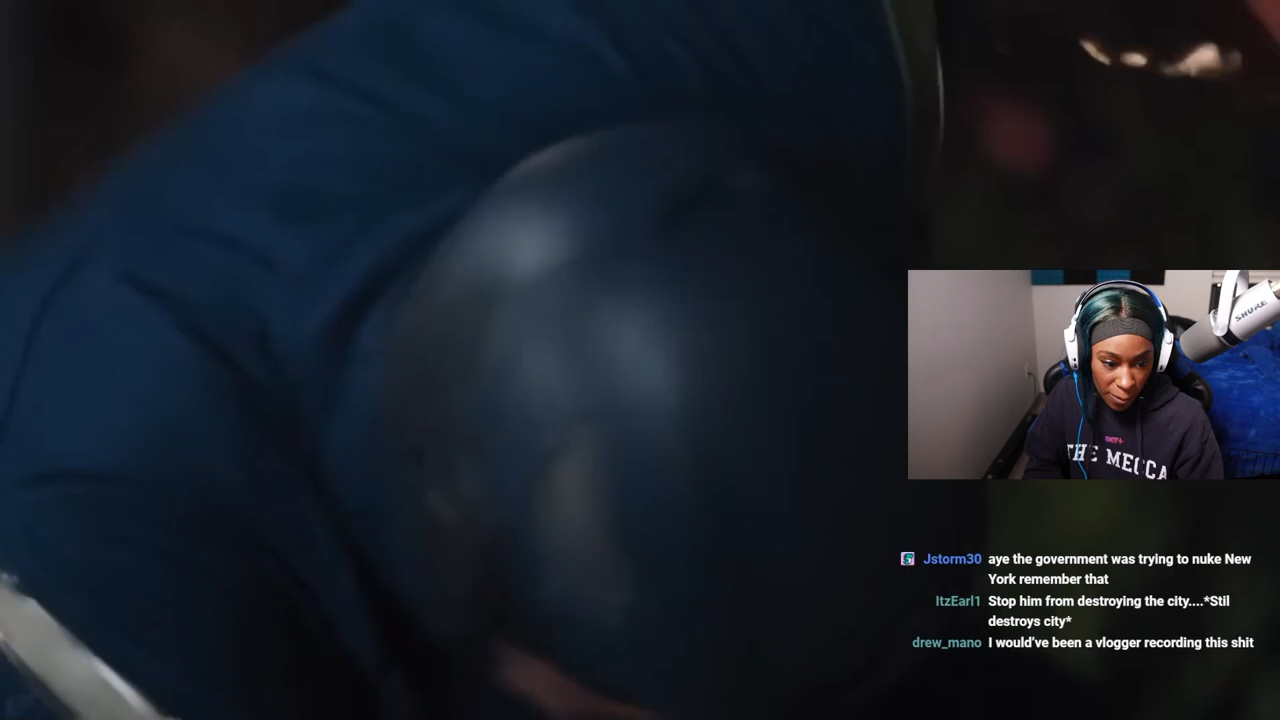 SHURE
BET+
THE MECCA
Jstorm30 aye the government was trying to nuke New
York remember that
ItzEarl1 Stop him from destroying the city....*Stil
destroys city*
drew_mano I would've been a vlogger recording this shit